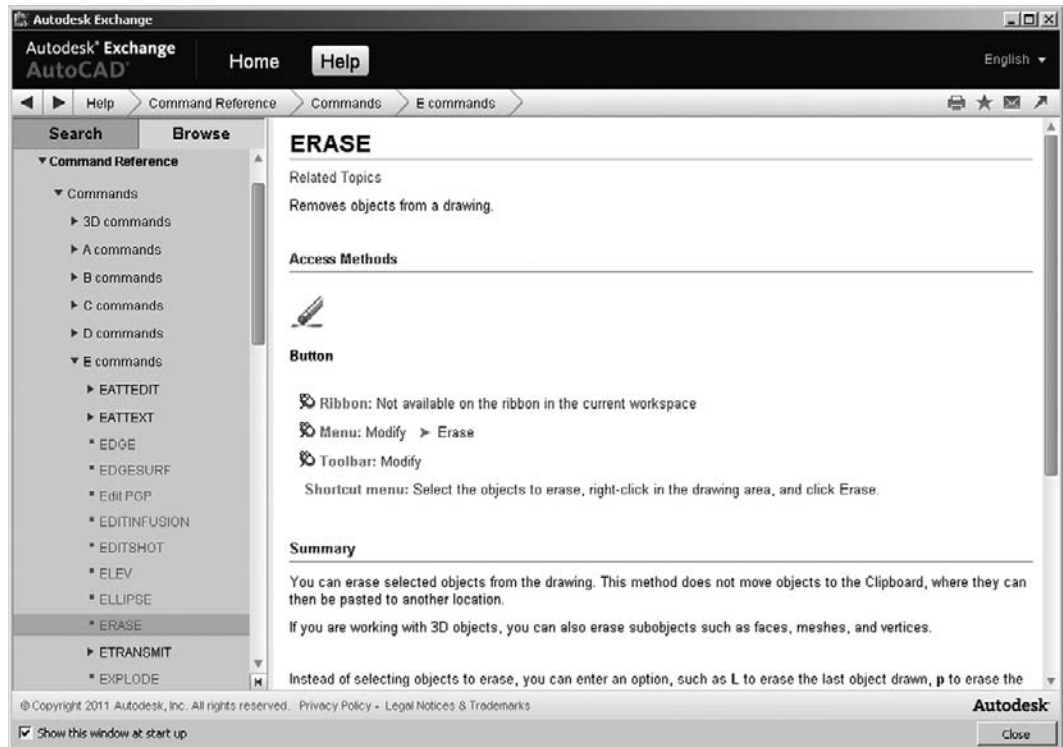 Autodesk Exchange
Autodesk® Exchange
AutoCAD®
Home
Help
English
Help
Command Reference
Commands
E commands
Search
Browse
Command Reference
Commands
3D commands
A commands
B commands
C commands
D commands
E commands
EATTEDIT
EATTEXT
EDGE
EDGESURF
Edit PGP
EDITINFUSION
EDITSHOT
ELEV
ELLIPSE
ERASE
ETRANSMIT
EXPLODE
ERASE
Related Topics
Removes objects from a drawing.
Access Methods
Button
Ribbon: Not available on the ribbon in the current workspace
Menu: Modify ➤ Erase
Toolbar: Modify
Shortcut menu: Select the objects to erase, right-click in the drawing area, and click Erase.
Summary
You can erase selected objects from the drawing. This method does not move objects to the Clipboard, where they can
then be pasted to another location.
If you are working with 3D objects, you can also erase subobjects such as faces, meshes, and vertices.
Instead of selecting objects to erase, you can enter an option, such as L to erase the last object drawn, p to erase the
© Copyright 2011 Autodesk, Inc. All rights reserved. Privacy Policy - Legal Notices & Trademarks
Autodesk
Show this window at start up
Close